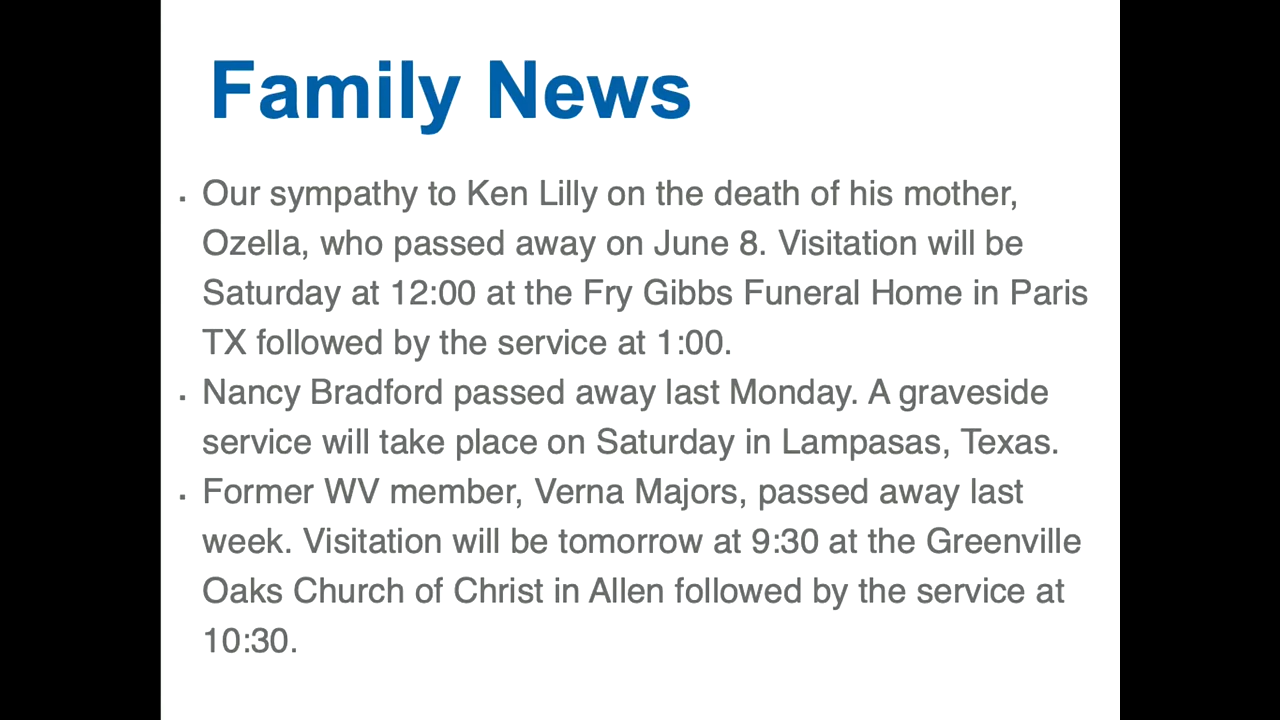 Family News
▪ Our sympathy to Ken Lilly on the death of his mother,
Ozella, who passed away on June 8. Visitation will be
Saturday at 12:00 at the Fry Gibbs Funeral Home in Paris
TX followed by the service at 1:00.
▪ Nancy Bradford passed away last Monday. A graveside
service will take place on Saturday in Lampasas, Texas.
▪ Former WV member, Verna Majors, passed away last
week. Visitation will be tomorrow at 9:30 at the Greenville
Oaks Church of Christ in Allen followed by the service at
10:30.